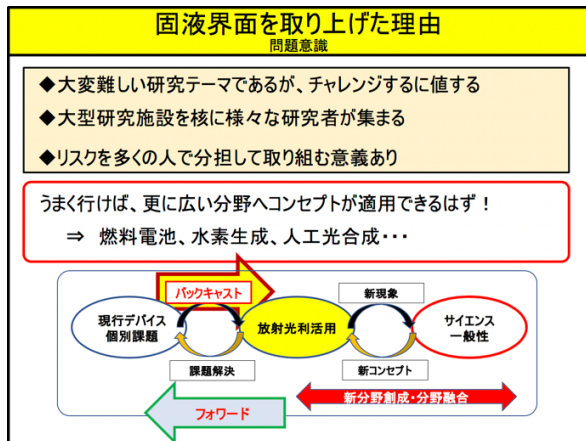 固液界面を取り上げた理由
問題意識
◆大変難しい研究テーマであるが、チャレンジするに値する
◆大型研究施設を核に様々な研究者が集まる
◆リスクを多くの人で分担して取り組む意義あり
うまく行けば、更に広い分野へコンセプトが適用できるはず！
⇒ 燃料電池、水素生成、人工光合成･･･
バックキャスト
新現象
現行デバイス
個別課題
放射光利活用
サイエンス
一般性
課題解決
新コンセプト
新分野創成・分野融合
フォワード